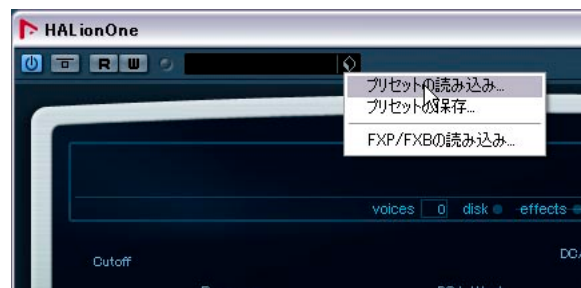 HALionOne
R W
プリセットの読み込み...
プリセットの保存...
FXP/FXBの読み込み...
voices 0 disk effects
Cutoff